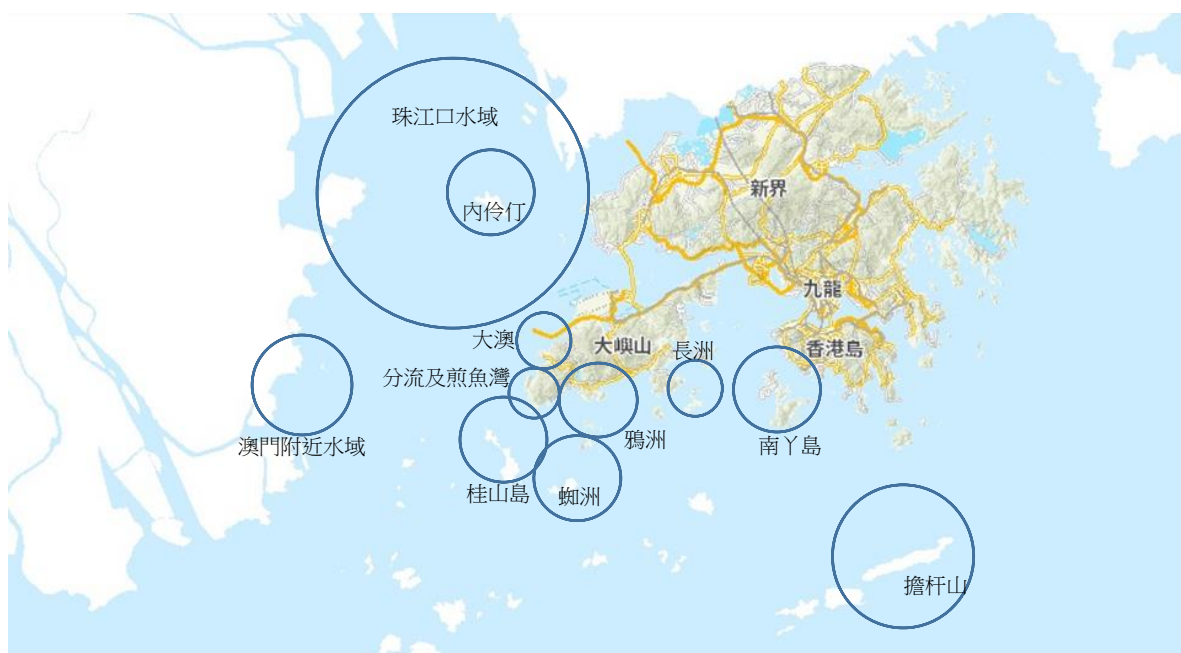 珠江口水域
新界
內伶仃
九龍
大澳
大嶼山
長洲
香港島
分流及煎魚灣
鴉洲
南丫島
澳門附近水域
桂山島
蜘洲
擔杆山